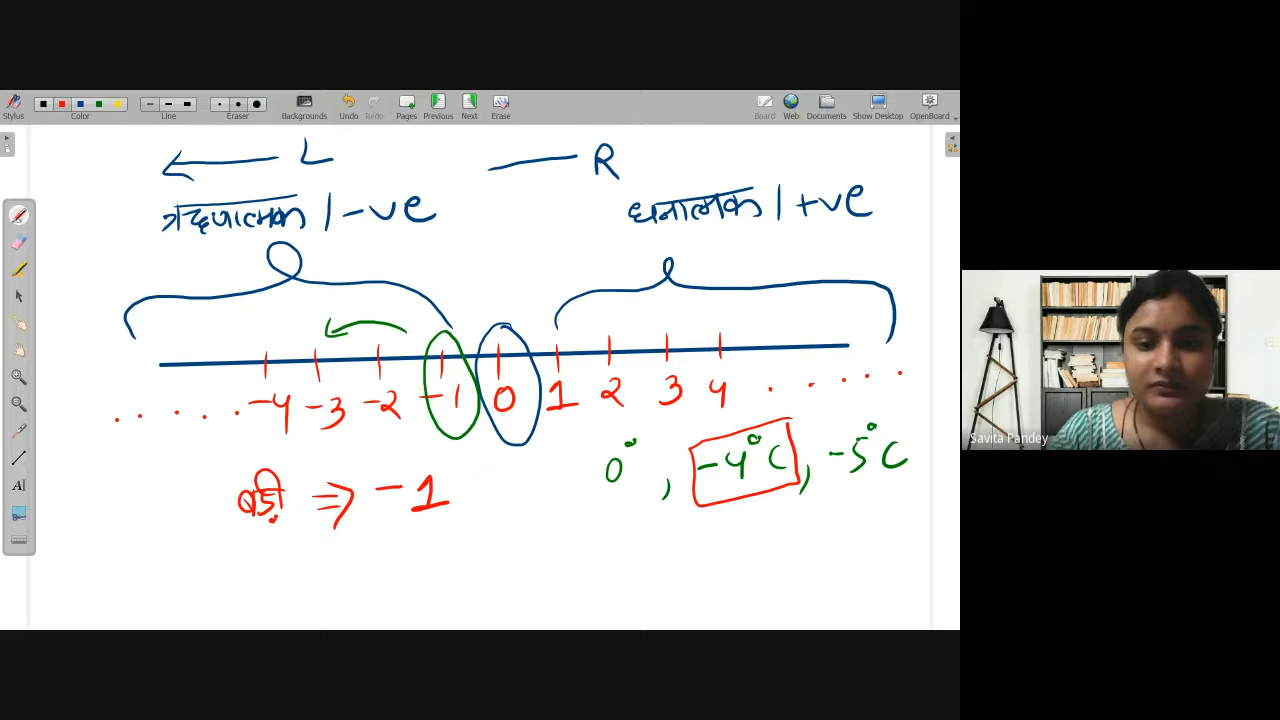 Stylus Color Line Eraser Backgrounds Undo Redo Pages Previous Next Erase Board Web Documents Show Desktop OpenBoard
L R
ऋणात्मक | -ve धनात्मक | +ve
..... -4 -3 -2 -1 0 1 2 3 4 .....
0°, -4°C, -5°C
बड़ी ⇒ -1
Savita Pandey